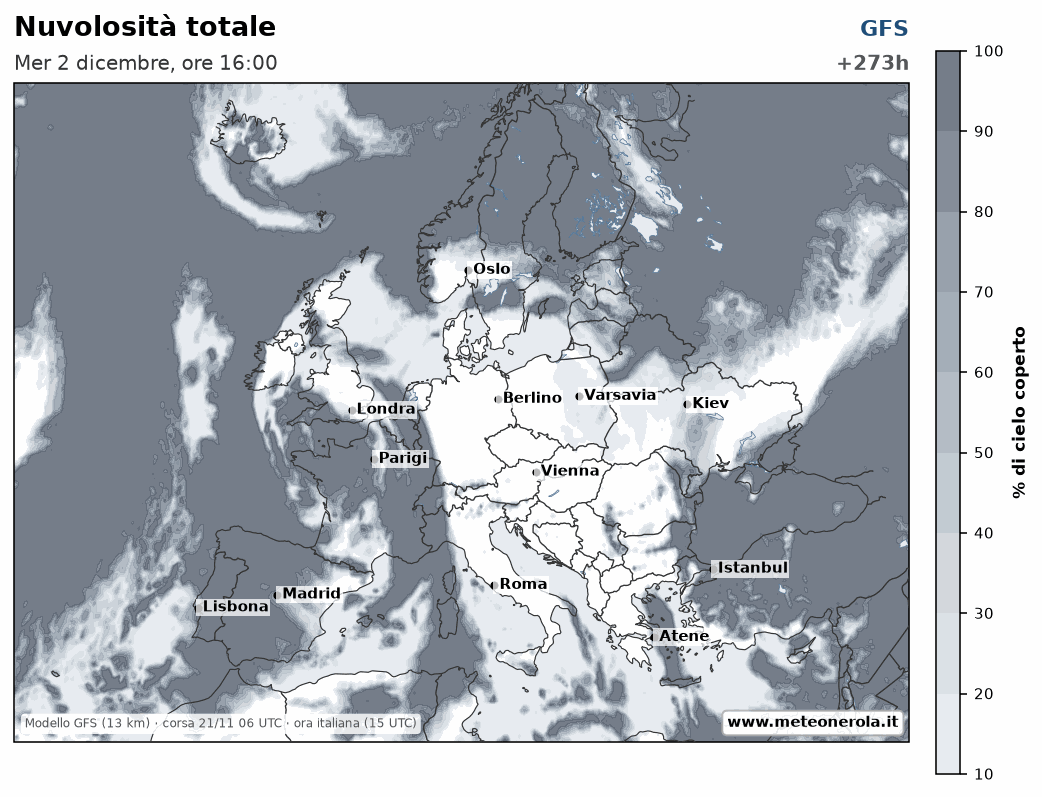 Nuvolosità totale
GFS
Mer 2 dicembre, ore 16:00
+273h
100
90
80
70
60
50
40
30
20
10
% di cielo coperto
Oslo
Berlino
Varsavia
Kiev
Londra
Parigi
Vienna
Istanbul
Roma
Madrid
Lisbona
Atene
Modello GFS (13 km) · corsa 21/11 06 UTC · ora italiana (15 UTC)
www.meteonerola.it